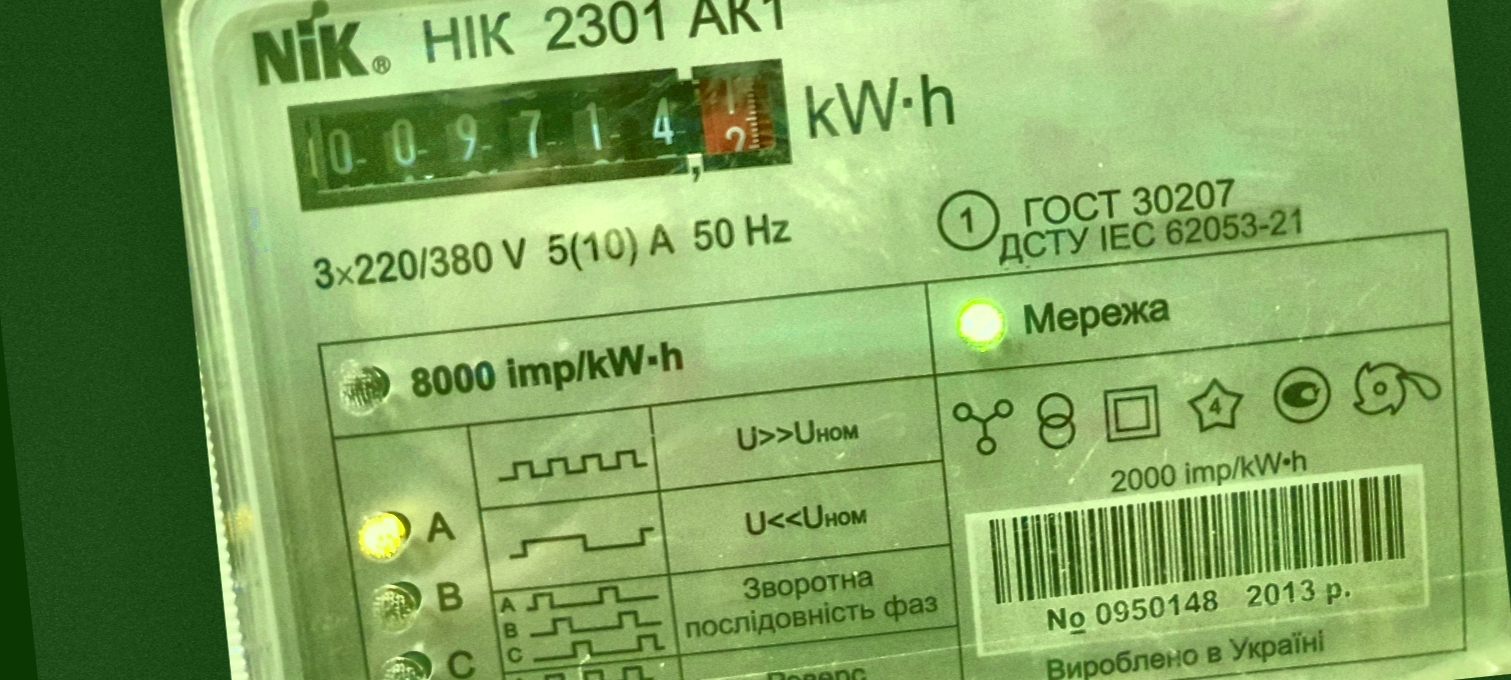 NiK® НІК 2301 АК1
0 0 9 7 1 4 , 2 kW·h
3×220/380 V 5(10) A 50 Hz
1 ГОСТ 30207
ДСТУ IEC 62053-21
8000 imp/kW·h
Мережа
U>>Uном
4
2000 imp/kW·h
A
U<<Uном
B
A
B
C
Зворотна
послідовність фаз
№ 0950148 2013 р.
C
Вироблено в Україні